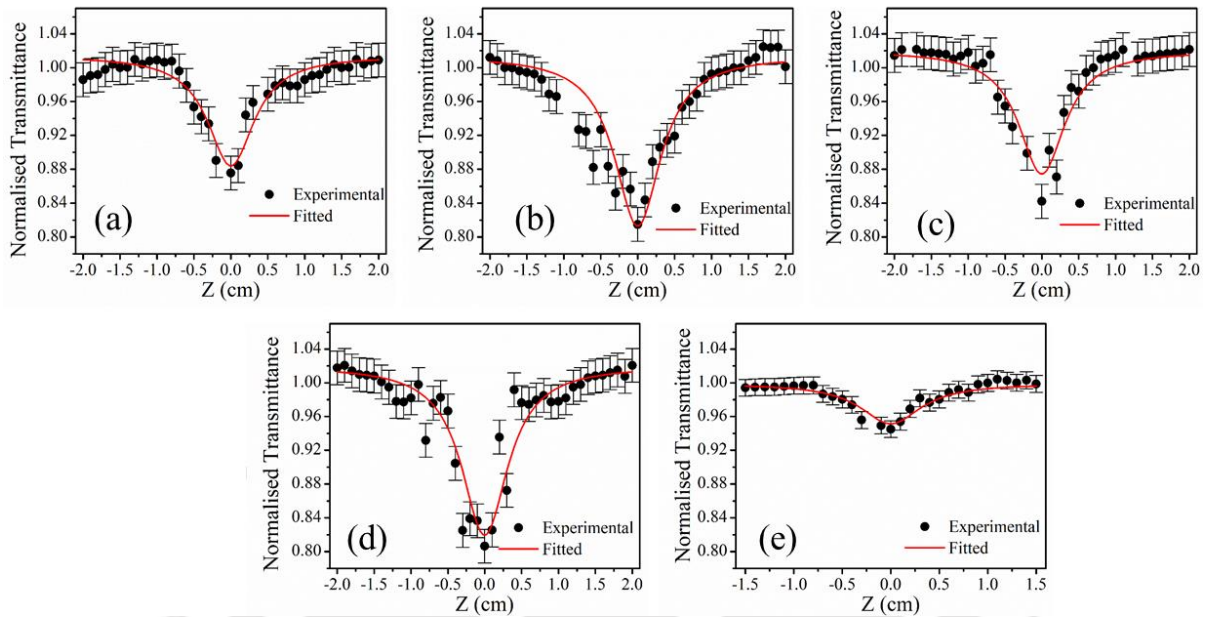 1.04
1.00
0.96
0.92
0.88
0.84
0.80
Normalised Transmittance
(a)
Experimental
Fitted
-2.0 -1.5 -1.0 -0.5 0.0 0.5 1.0 1.5 2.0
Z (cm)
1.04
1.00
0.96
0.92
0.88
0.84
0.80
Normalised Transmittance
(b)
Experimental
Fitted
-2.0 -1.5 -1.0 -0.5 0.0 0.5 1.0 1.5 2.0
Z (cm)
1.04
1.00
0.96
0.92
0.88
0.84
0.80
Normalised Transmittance
(c)
Experimental
Fitted
-2.0 -1.5 -1.0 -0.5 0.0 0.5 1.0 1.5 2.0
Z (cm)
1.04
1.00
0.96
0.92
0.88
0.84
0.80
Normalised Transmittance
(d)
Experimental
Fitted
-2.0 -1.5 -1.0 -0.5 0.0 0.5 1.0 1.5 2.0
Z (cm)
1.04
1.00
0.96
0.92
0.88
0.84
0.80
Normalised Transmittance
(e)
Experimental
Fitted
-1.5 -1.0 -0.5 0.0 0.5 1.0 1.5
Z (cm)